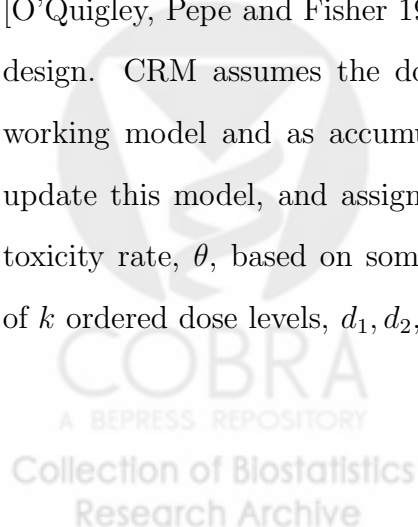 [O'Quigley, Pepe and Fisher 19
design. CRM assumes the do
working model and as accumu
update this model, and assign
toxicity rate, θ, based on som
of k ordered dose levels, d₁, d₂,
COBRA
A BEPRESS REPOSITORY
Collection of Biostatistics
Research Archive